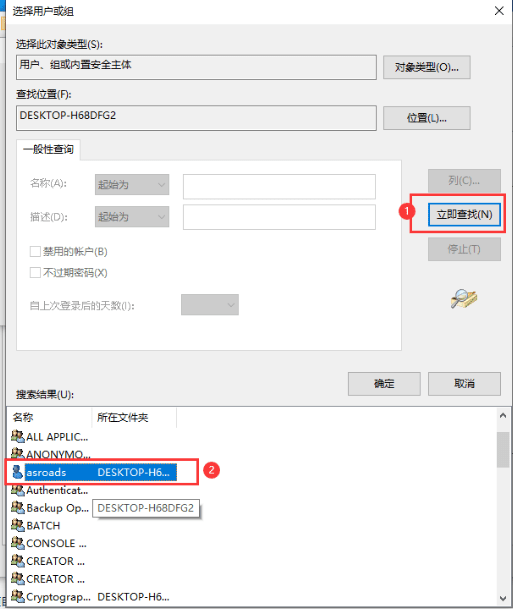 选择用户或组
选择此对象类型(S):
用户、组或内置安全主体
对象类型(O)...
查找位置(F):
DESKTOP-H68DFG2
位置(L)...
一般性查询
名称(A):
起始为
列(C)...
1
立即查找(N)
描述(D):
起始为
停止(T)
禁用的帐户(B)
不过期密码(X)
自上次登录后的天数(I):
确定
取消
搜索结果(U):
名称 所在文件夹
ALL APPLIC...
ANONYMO...
asroads DESKTOP-H6...
2
Authenticat...
Backup Op...
DESKTOP-H68DFG2
BATCH
CONSOLE ...
CREATOR ...
CREATOR ...
Cryptograp... DESKTOP-H6...